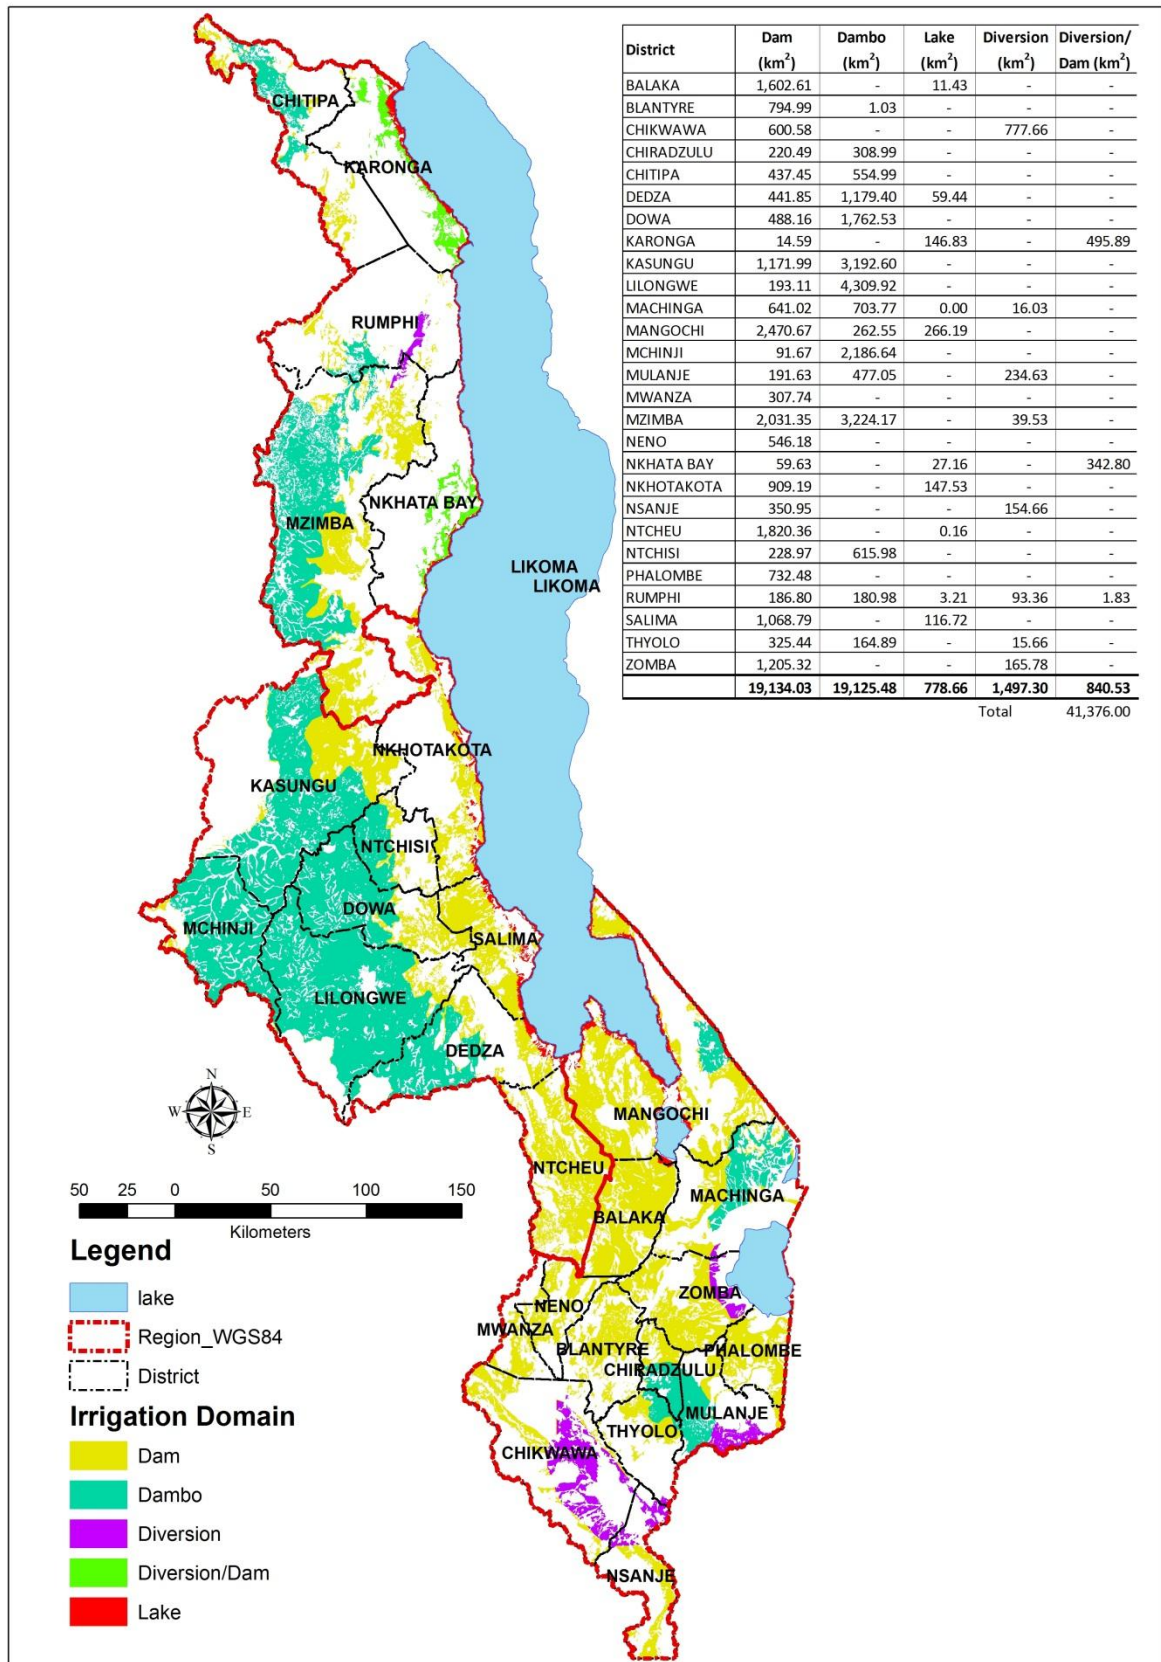 District Dam (km²) Dambo (km²) Lake (km²) Diversion (km²) Diversion/ Dam (km²)
BALAKA 1,602.61 - 11.43 - -
BLANTYRE 794.99 1.03 - - -
CHIKWAWA 600.58 - - 777.66 -
CHIRADZULU 220.49 308.99 - - -
CHITIPA 437.45 554.99 - - -
DEDZA 441.85 1,179.40 59.44 - -
DOWA 488.16 1,762.53 - - -
KARONGA 14.59 - 146.83 - 495.89
KASUNGU 1,171.99 3,192.60 - - -
LILONGWE 193.11 4,309.92 - - -
MACHINGA 641.02 703.77 0.00 16.03 -
MANGOCHI 2,470.67 262.55 266.19 - -
MCHINJI 91.67 2,186.64 - - -
MULANJE 191.63 477.05 - 234.63 -
MWANZA 307.74 - - - -
MZIMBA 2,031.35 3,224.17 - 39.53 -
NENO 546.18 - - - -
NKHATA BAY 59.63 - 27.16 - 342.80
NKHOTAKOTA 909.19 - 147.53 - -
NSANJE 350.95 - - 154.66 -
NTCHEU 1,820.36 - 0.16 - -
NTCHISI 228.97 615.98 - - -
PHALOMBE 732.48 - - - -
RUMPHI 186.80 180.98 3.21 93.36 1.83
SALIMA 1,068.79 - 116.72 - -
THYOLO 325.44 164.89 - 15.66 -
ZOMBA 1,205.32 - - 165.78 -
19,134.03 19,125.48 778.66 1,497.30 840.53
Total 41,376.00
CHITIPA
KARONGA
RUMPHI
NKHATA BAY
MZIMBA
LIKOMA
LIKOMA
NKHOTAKOTA
KASUNGU
NTCHISI
DOWA
MCHINJI
SALIMA
LILONGWE
DEDZA
MANGOCHI
NTCHEU
MACHINGA
BALAKA
ZOMBA
NENO
MWANZA
BLANTYRE
PHALOMBE
CHIRADZULU
MULANJE
THYOLO
CHIKWAWA
NSANJE
N
W E
S
50 25 0 50 100 150
Kilometers
Legend
lake
Region_WGS84
District
Irrigation Domain
Dam
Dambo
Diversion
Diversion/Dam
Lake